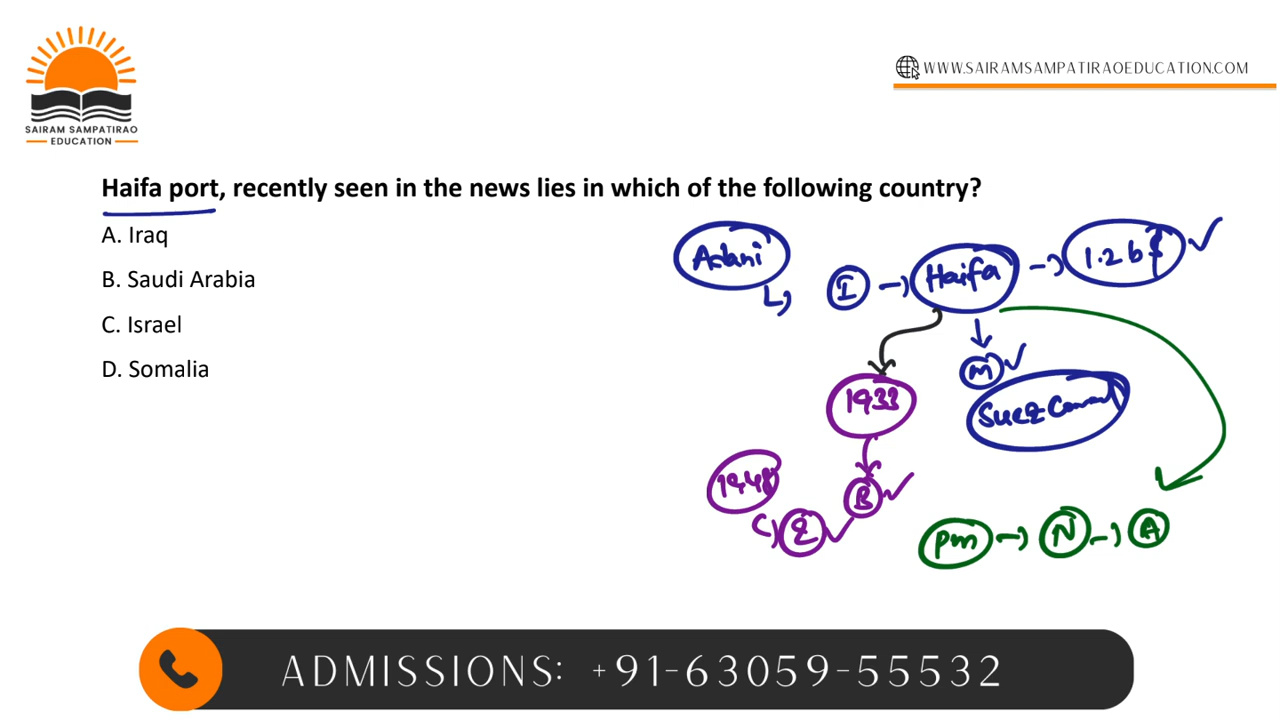 SAIRAM SAMPATIRAO
EDUCATION
WWW.SAIRAMSAMPATIRAOEDUCATION.COM
Haifa port, recently seen in the news lies in which of the following country?
A. Iraq
B. Saudi Arabia
C. Israel
D. Somalia
Adani
I
Haifa
1.2 b $
M
Suez Canal
1933
1948
B
PM
N
A
ADMISSIONS: +91-63059-55532